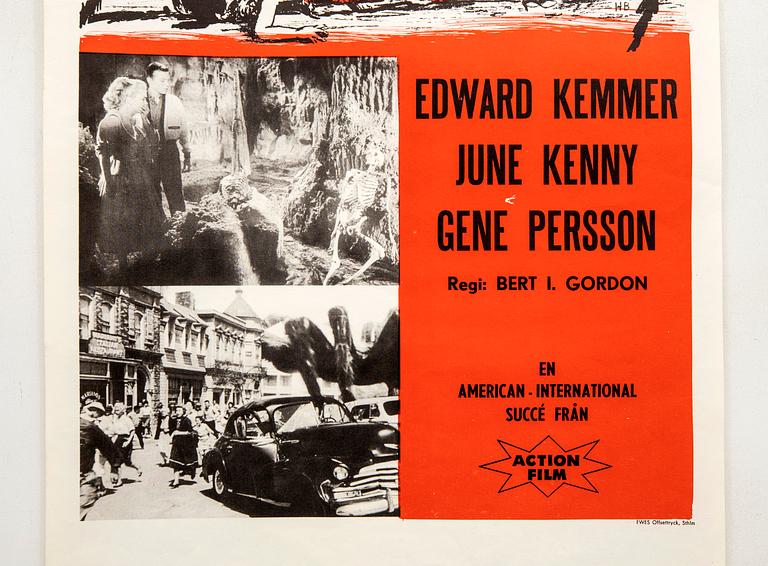 HB
EDWARD KEMMER
JUNE KENNY
GENE PERSSON
Regi: BERT I. GORDON
EN
AMERICAN - INTERNATIONAL
SUCCÉ FRÅN
ACTION
FILM
EWES Offsettryck, Sthlm